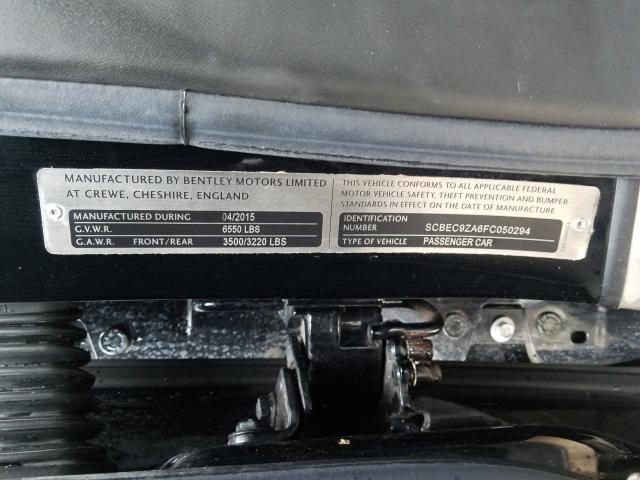 MANUFACTURED BY BENTLEY MOTORS LIMITED
AT CREWE, CHESHIRE, ENGLAND
MANUFACTURED DURING 04/2015
G.V.W.R. 6550 LBS
G.A.W.R. FRONT/REAR 3500/3220 LBS
THIS VEHICLE CONFORMS TO ALL APPLICABLE FEDERAL
MOTOR VEHICLE SAFETY, THEFT PREVENTION AND BUMPER
STANDARDS IN EFFECT ON THE DATE OF MANUFACTURE
IDENTIFICATION
NUMBER SCBEC9ZA6FC050294
TYPE OF VEHICLE PASSENGER CAR